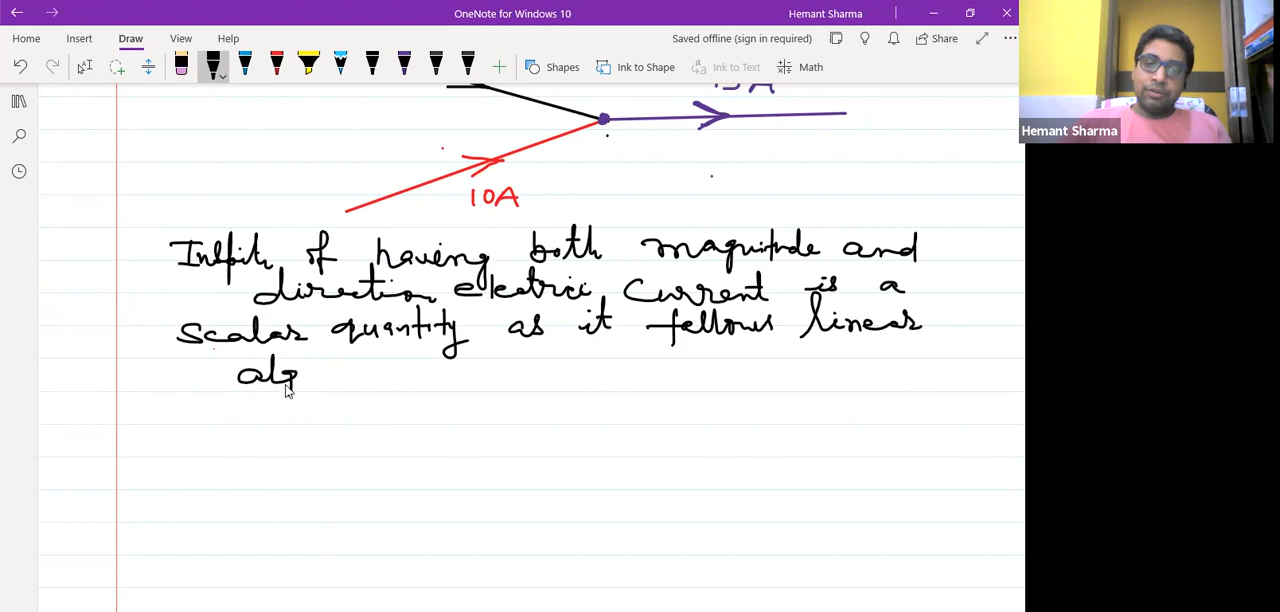 OneNote for Windows 10
Hemant Sharma
Home Insert Draw View Help
Saved offline (sign in required)
Share
Shapes
Ink to Shape
Ink to Text
Math
Hemant Sharma
15A
10A
Inspite of having both magnitude and
direction electric current is a
scalar quantity as it follows linear
alg